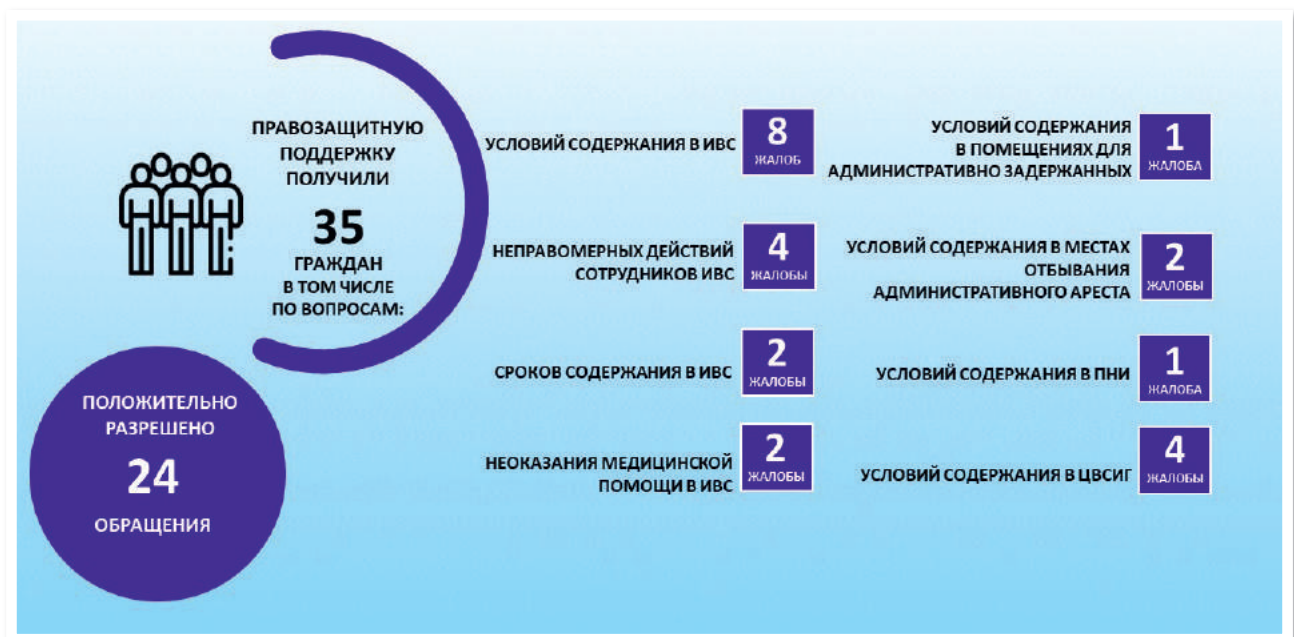 ПРАВОЗАЩИТНУЮ
ПОДДЕРЖКУ
ПОЛУЧИЛИ
35
ГРАЖДАН
В ТОМ ЧИСЛЕ
ПО ВОПРОСАМ:
ПОЛОЖИТЕЛЬНО
РАЗРЕШЕНО
24
ОБРАЩЕНИЯ
УСЛОВИЙ СОДЕРЖАНИЯ В ИВС
8
ЖАЛОБ
НЕПРАВОМЕРНЫХ ДЕЙСТВИЙ
СОТРУДНИКОВ ИВС
4
ЖАЛОБЫ
СРОКОВ СОДЕРЖАНИЯ В ИВС
2
ЖАЛОБЫ
НЕОКАЗАНИЯ МЕДИЦИНСКОЙ
ПОМОЩИ В ИВС
2
ЖАЛОБЫ
УСЛОВИЙ СОДЕРЖАНИЯ
В ПОМЕЩЕНИЯХ ДЛЯ
АДМИНИСТРАТИВНО ЗАДЕРЖАННЫХ
1
ЖАЛОБА
УСЛОВИЙ СОДЕРЖАНИЯ В МЕСТАХ
ОТБЫВАНИЯ
АДМИНИСТРАТИВНОГО АРЕСТА
2
ЖАЛОБЫ
УСЛОВИЙ СОДЕРЖАНИЯ В ПНИ
1
ЖАЛОБА
УСЛОВИЙ СОДЕРЖАНИЯ В ЦВСИГ
4
ЖАЛОБЫ